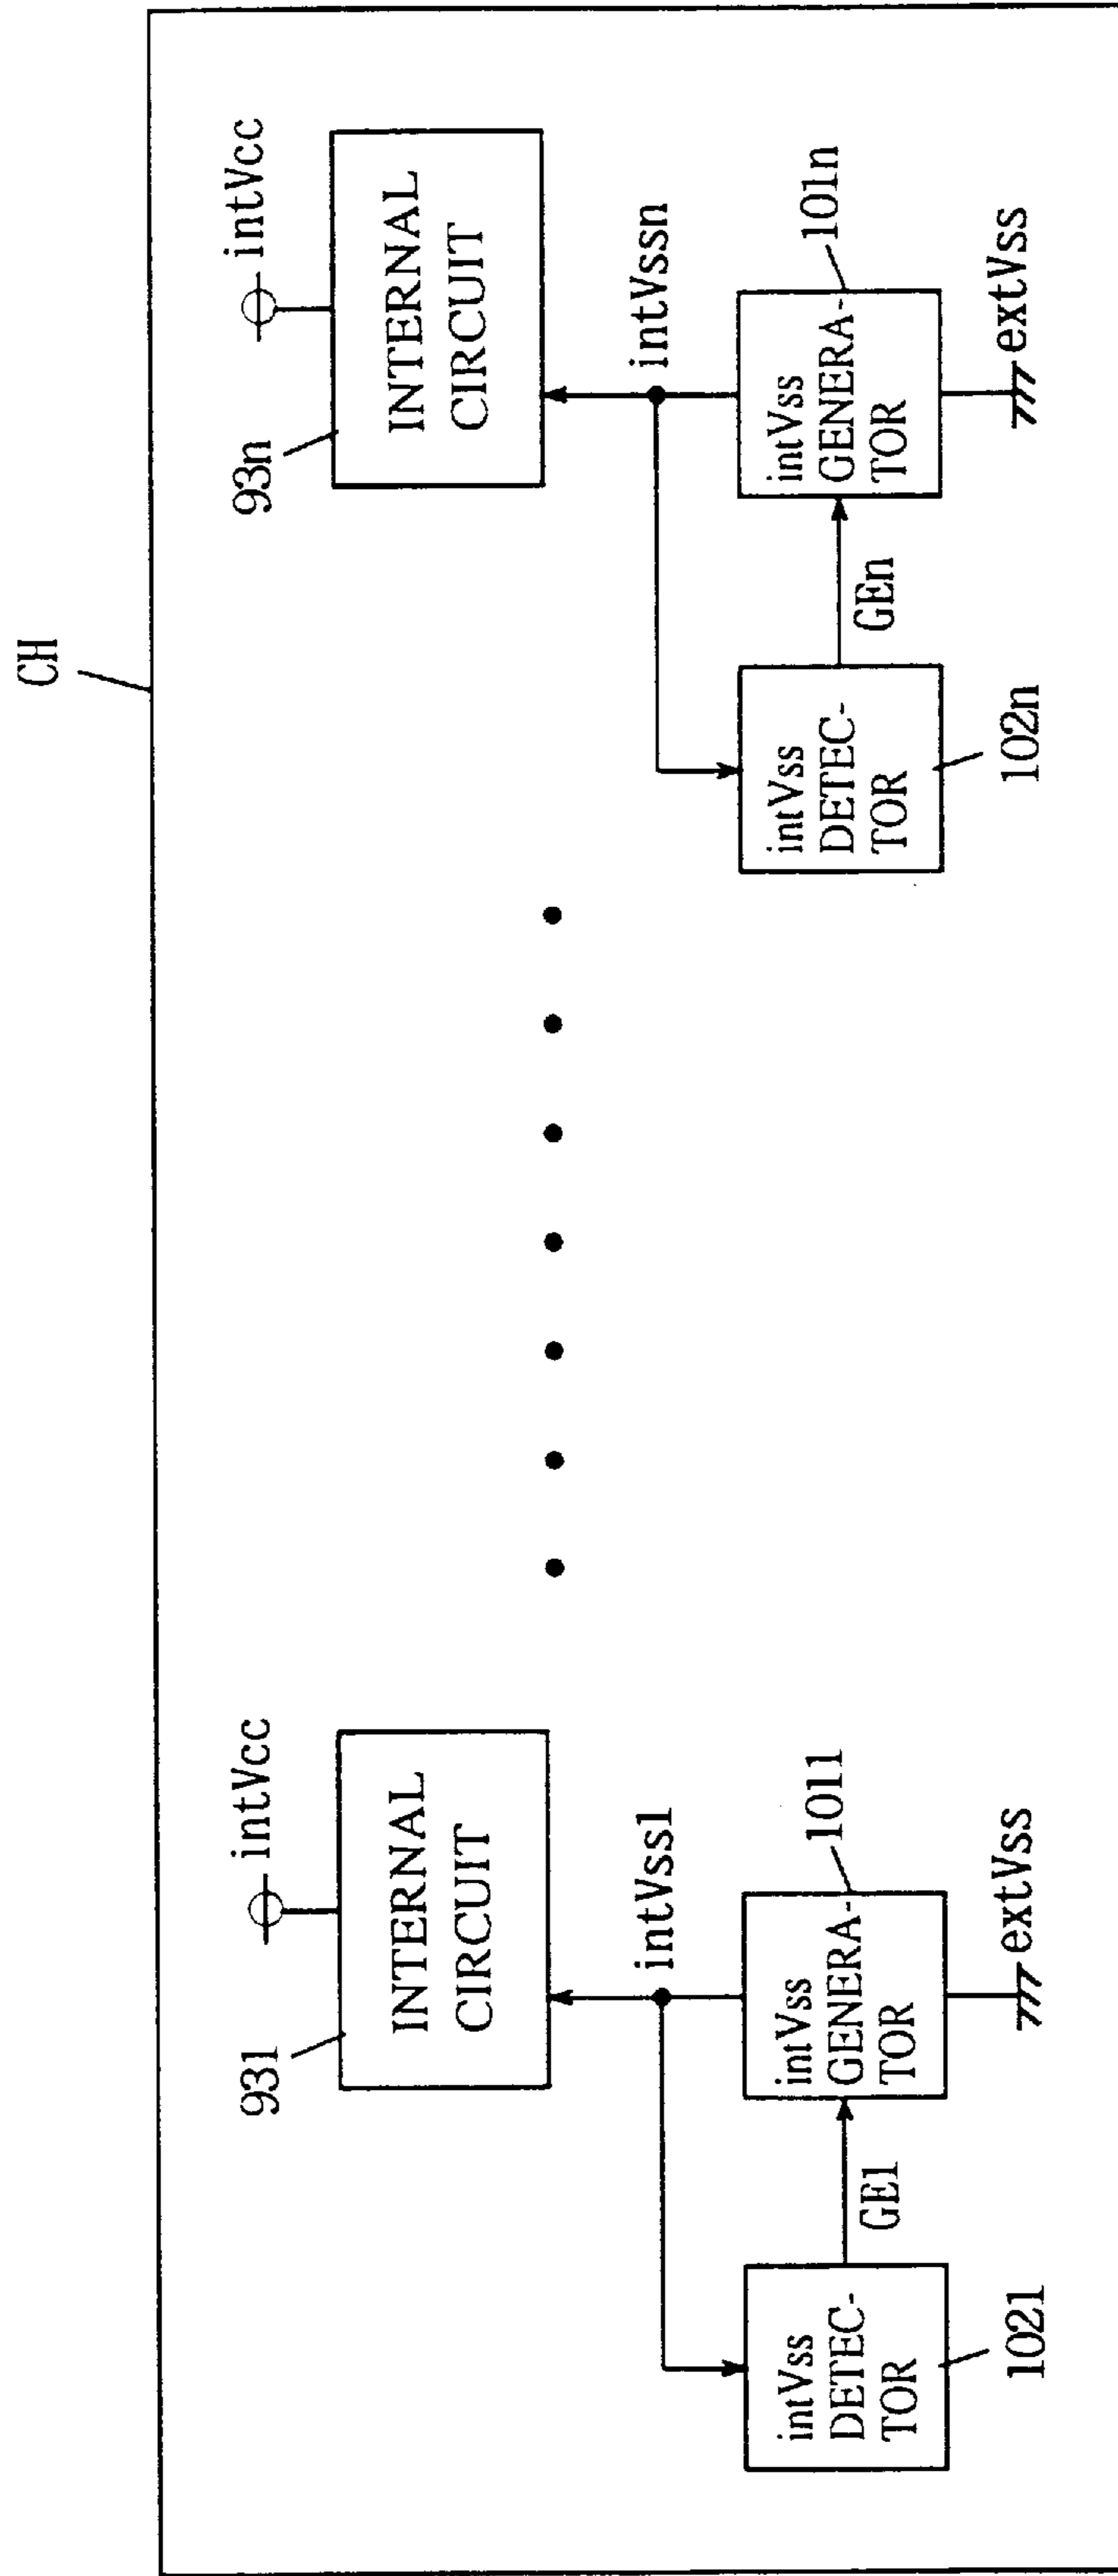 CH
intVcc
931
INTERNAL
CIRCUIT
intVss1
1011
intVss
GENERA-
TOR
extVss
GE1
intVss
DETEC-
TOR
1021
intVcc
93n
INTERNAL
CIRCUIT
intVssn
101n
intVss
GENERA-
TOR
extVss
GEn
intVss
DETEC-
TOR
102n